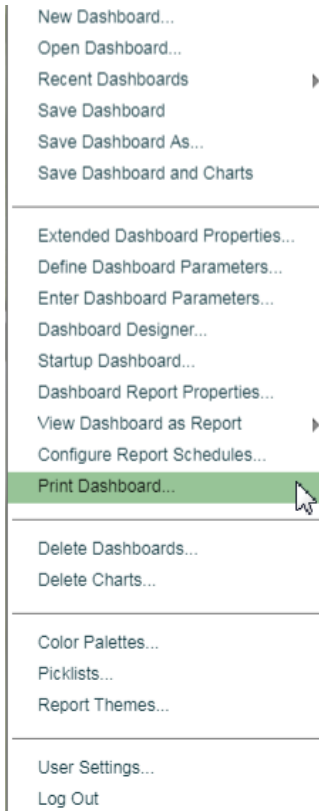 New Dashboard...
Open Dashboard...
Recent Dashboards
Save Dashboard
Save Dashboard As...
Save Dashboard and Charts
Extended Dashboard Properties...
Define Dashboard Parameters...
Enter Dashboard Parameters...
Dashboard Designer...
Startup Dashboard...
Dashboard Report Properties...
View Dashboard as Report
Configure Report Schedules...
Print Dashboard...
Delete Dashboards...
Delete Charts...
Color Palettes...
Picklists...
Report Themes...
User Settings...
Log Out